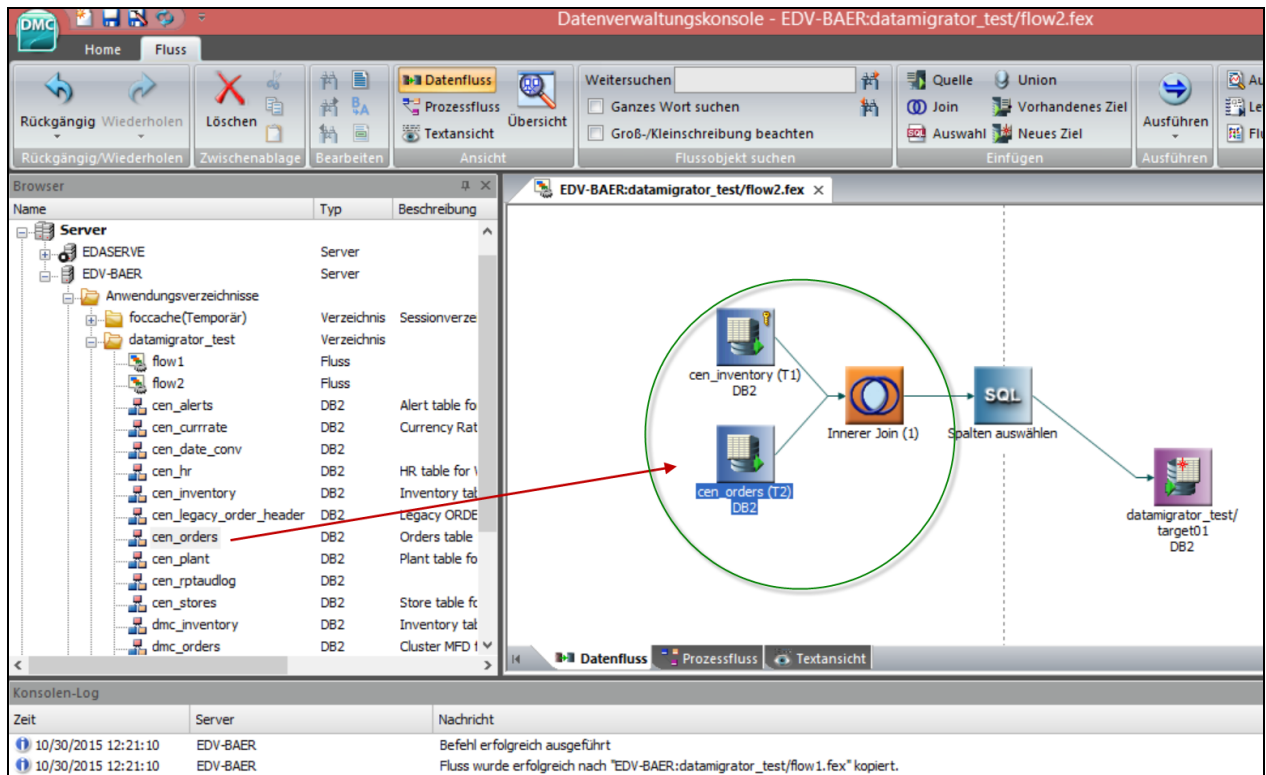 DMC
Datenverwaltungskonsole - EDV-BAER:datamigrator_test/flow2.fex
Home Fluss
Rückgängig Wiederholen
Löschen
Datenfluss
Prozessfluss
Textansicht
Übersicht
Weitersuchen
Ganzes Wort suchen
Groß-/Kleinschreibung beachten
Quelle Union
Join Vorhandenes Ziel
Auswahl Neues Ziel
Ausführen
Rückgängig/Wiederholen Zwischenablage Bearbeiten Ansicht Flussobjekt suchen Einfügen Ausführen
Browser
Name Typ Beschreibung
Server
EDASERVE Server
EDV-BAER Server
Anwendungsverzeichnisse
foccache(Temporär) Verzeichnis Sessionverze
datamigrator_test Verzeichnis
flow1 Fluss
flow2 Fluss
cen_alerts DB2 Alert table fo
cen_currrate DB2 Currency Rat
cen_date_conv DB2
cen_hr DB2 HR table for
cen_inventory DB2 Inventory tal
cen_legacy_order_header DB2 Legacy ORDE
cen_orders DB2 Orders table
cen_plant DB2 Plant table fo
cen_rptaudlog DB2
cen_stores DB2 Store table fo
dmc_inventory DB2 Inventory tab
dmc_orders DB2 Cluster MFD f
EDV-BAER:datamigrator_test/flow2.fex
cen_inventory (T1)
DB2
cen_orders (T2)
DB2
Innerer Join (1)
SQL
Spalten auswählen
datamigrator_test/
target01
DB2
Datenfluss Prozessfluss Textansicht
Konsolen-Log
Zeit Server Nachricht
10/30/2015 12:21:10 EDV-BAER Befehl erfolgreich ausgeführt
10/30/2015 12:21:10 EDV-BAER Fluss wurde erfolgreich nach "EDV-BAER:datamigrator_test/flow1.fex" kopiert.